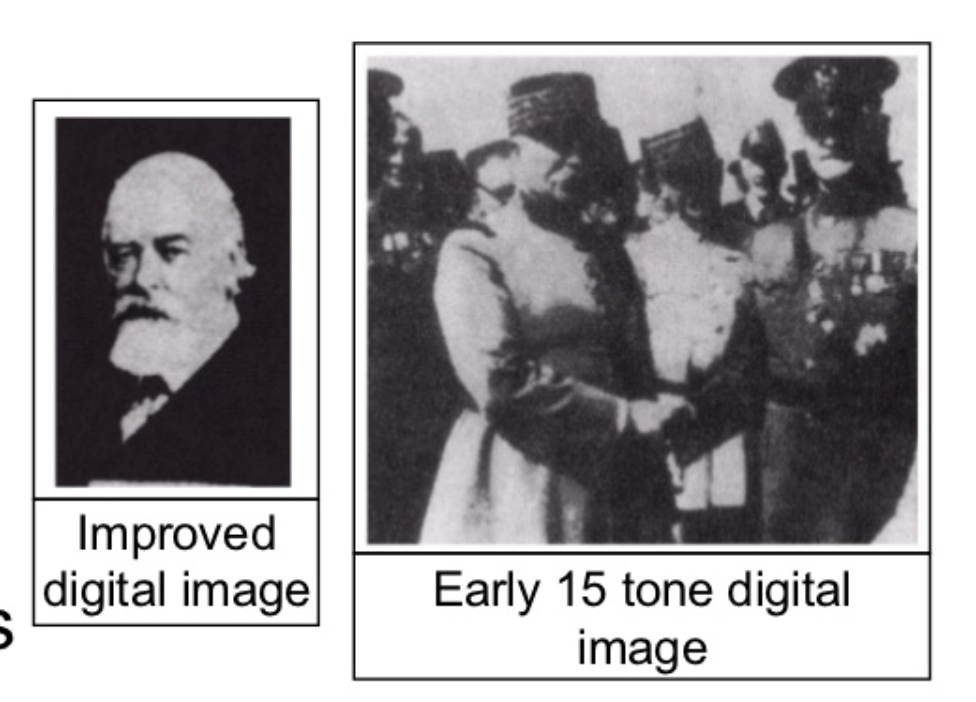 Improved
digital image
Early 15 tone digital
image
s